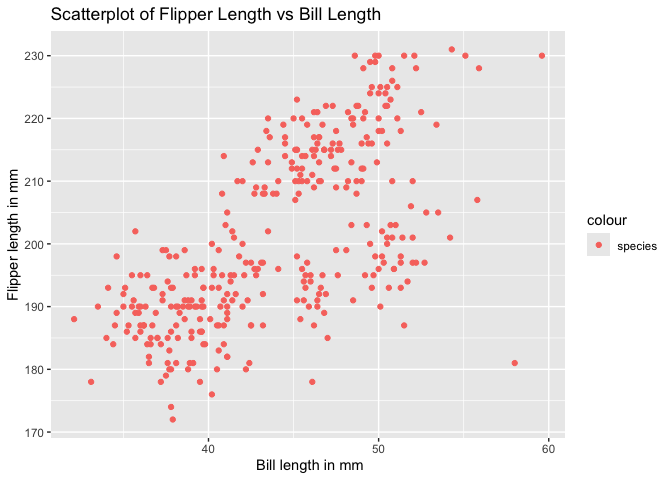 Scatterplot of Flipper Length vs Bill Length
Flipper length in mm
230
220
210
200
190
180
170
40
50
60
Bill length in mm
colour
species